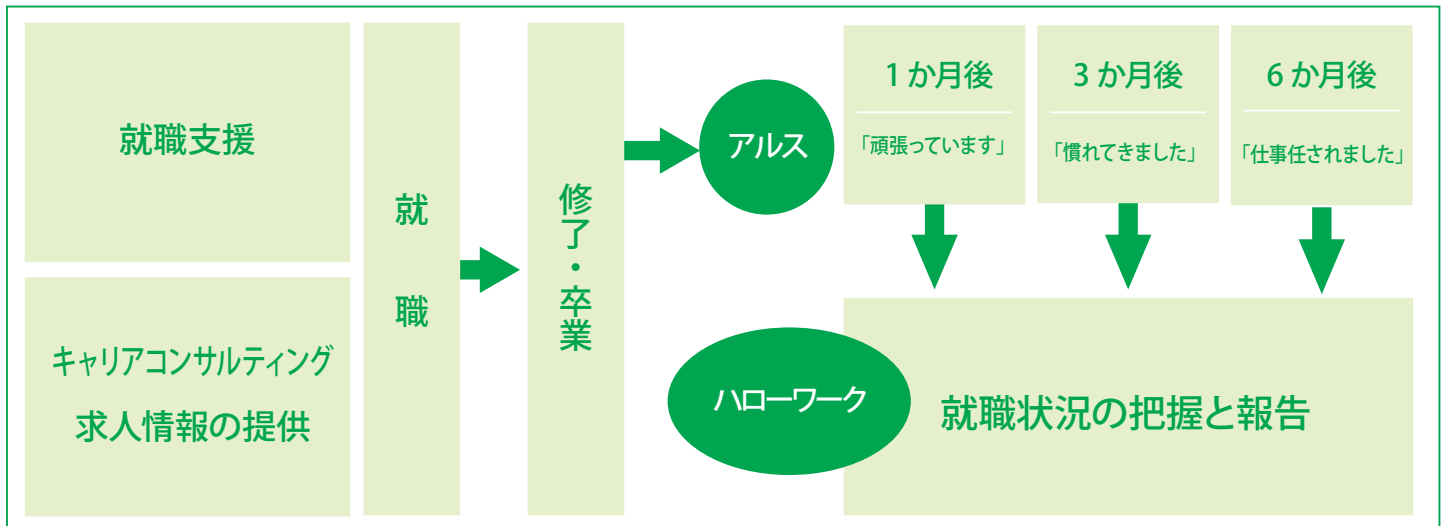 就職支援
キャリアコンサルティング
求人情報の提供
就職
修了・卒業
アルス
1か月後
「頑張っています」
3か月後
「慣れてきました」
6か月後
「仕事任されました」
ハローワーク
就職状況の把握と報告